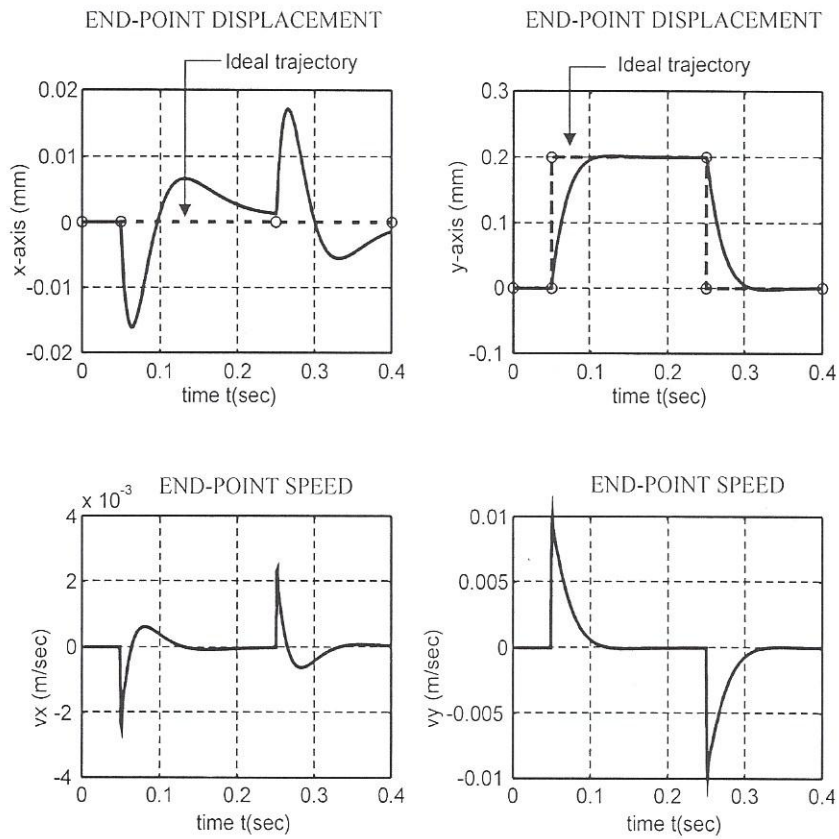 END-POINT DISPLACEMENT
Ideal trajectory
0.02
0.01
0
-0.01
-0.02
x-axis (mm)
0 0.1 0.2 0.3 0.4
time t(sec)
END-POINT DISPLACEMENT
Ideal trajectory
0.3
0.2
0.1
0
-0.1
y-axis (mm)
0 0.1 0.2 0.3 0.4
time t(sec)
END-POINT SPEED
x 10⁻³
4
2
0
-2
-4
vx (m/sec)
0 0.1 0.2 0.3 0.4
time t(sec)
END-POINT SPEED
0.01
0.005
0
-0.005
-0.01
vy (m/sec)
0 0.1 0.2 0.3 0.4
time t(sec)